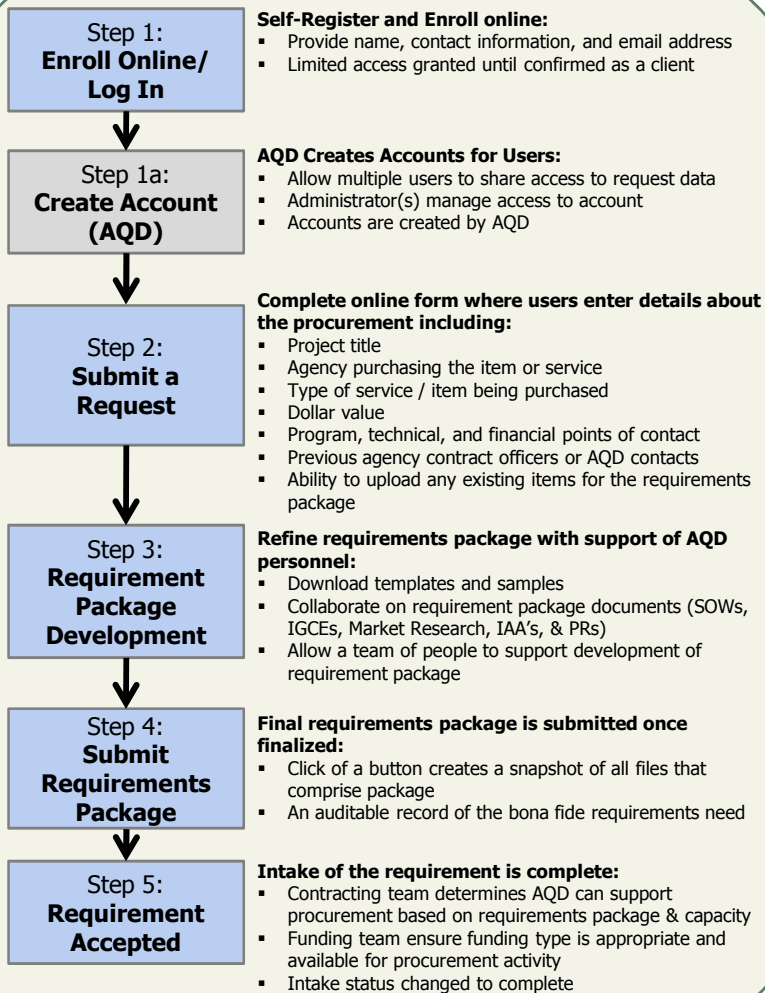 Step 1:
Enroll Online/
Log In
Self-Register and Enroll online:
▪ Provide name, contact information, and email address
▪ Limited access granted until confirmed as a client
Step 1a:
Create Account
(AQD)
AQD Creates Accounts for Users:
▪ Allow multiple users to share access to request data
▪ Administrator(s) manage access to account
▪ Accounts are created by AQD
Step 2:
Submit a
Request
Complete online form where users enter details about
the procurement including:
▪ Project title
▪ Agency purchasing the item or service
▪ Type of service / item being purchased
▪ Dollar value
▪ Program, technical, and financial points of contact
▪ Previous agency contract officers or AQD contacts
▪ Ability to upload any existing items for the requirements
package
Step 3:
Requirement
Package
Development
Refine requirements package with support of AQD
personnel:
▪ Download templates and samples
▪ Collaborate on requirement package documents (SOWs,
IGCEs, Market Research, IAA's, & PRs)
▪ Allow a team of people to support development of
requirement package
Step 4:
Submit
Requirements
Package
Final requirements package is submitted once
finalized:
▪ Click of a button creates a snapshot of all files that
comprise package
▪ An auditable record of the bona fide requirements need
Step 5:
Requirement
Accepted
Intake of the requirement is complete:
▪ Contracting team determines AQD can support
procurement based on requirements package & capacity
▪ Funding team ensure funding type is appropriate and
available for procurement activity
▪ Intake status changed to complete